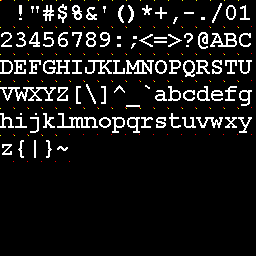 !"#$%&'()*+,-./01
23456789:;<=>?@ABC
DEFGHIJKLMNOPQRSTU
VWXYZ[\]^_`abcdefg
hijklmnopqrstuvwxy
z{|}~